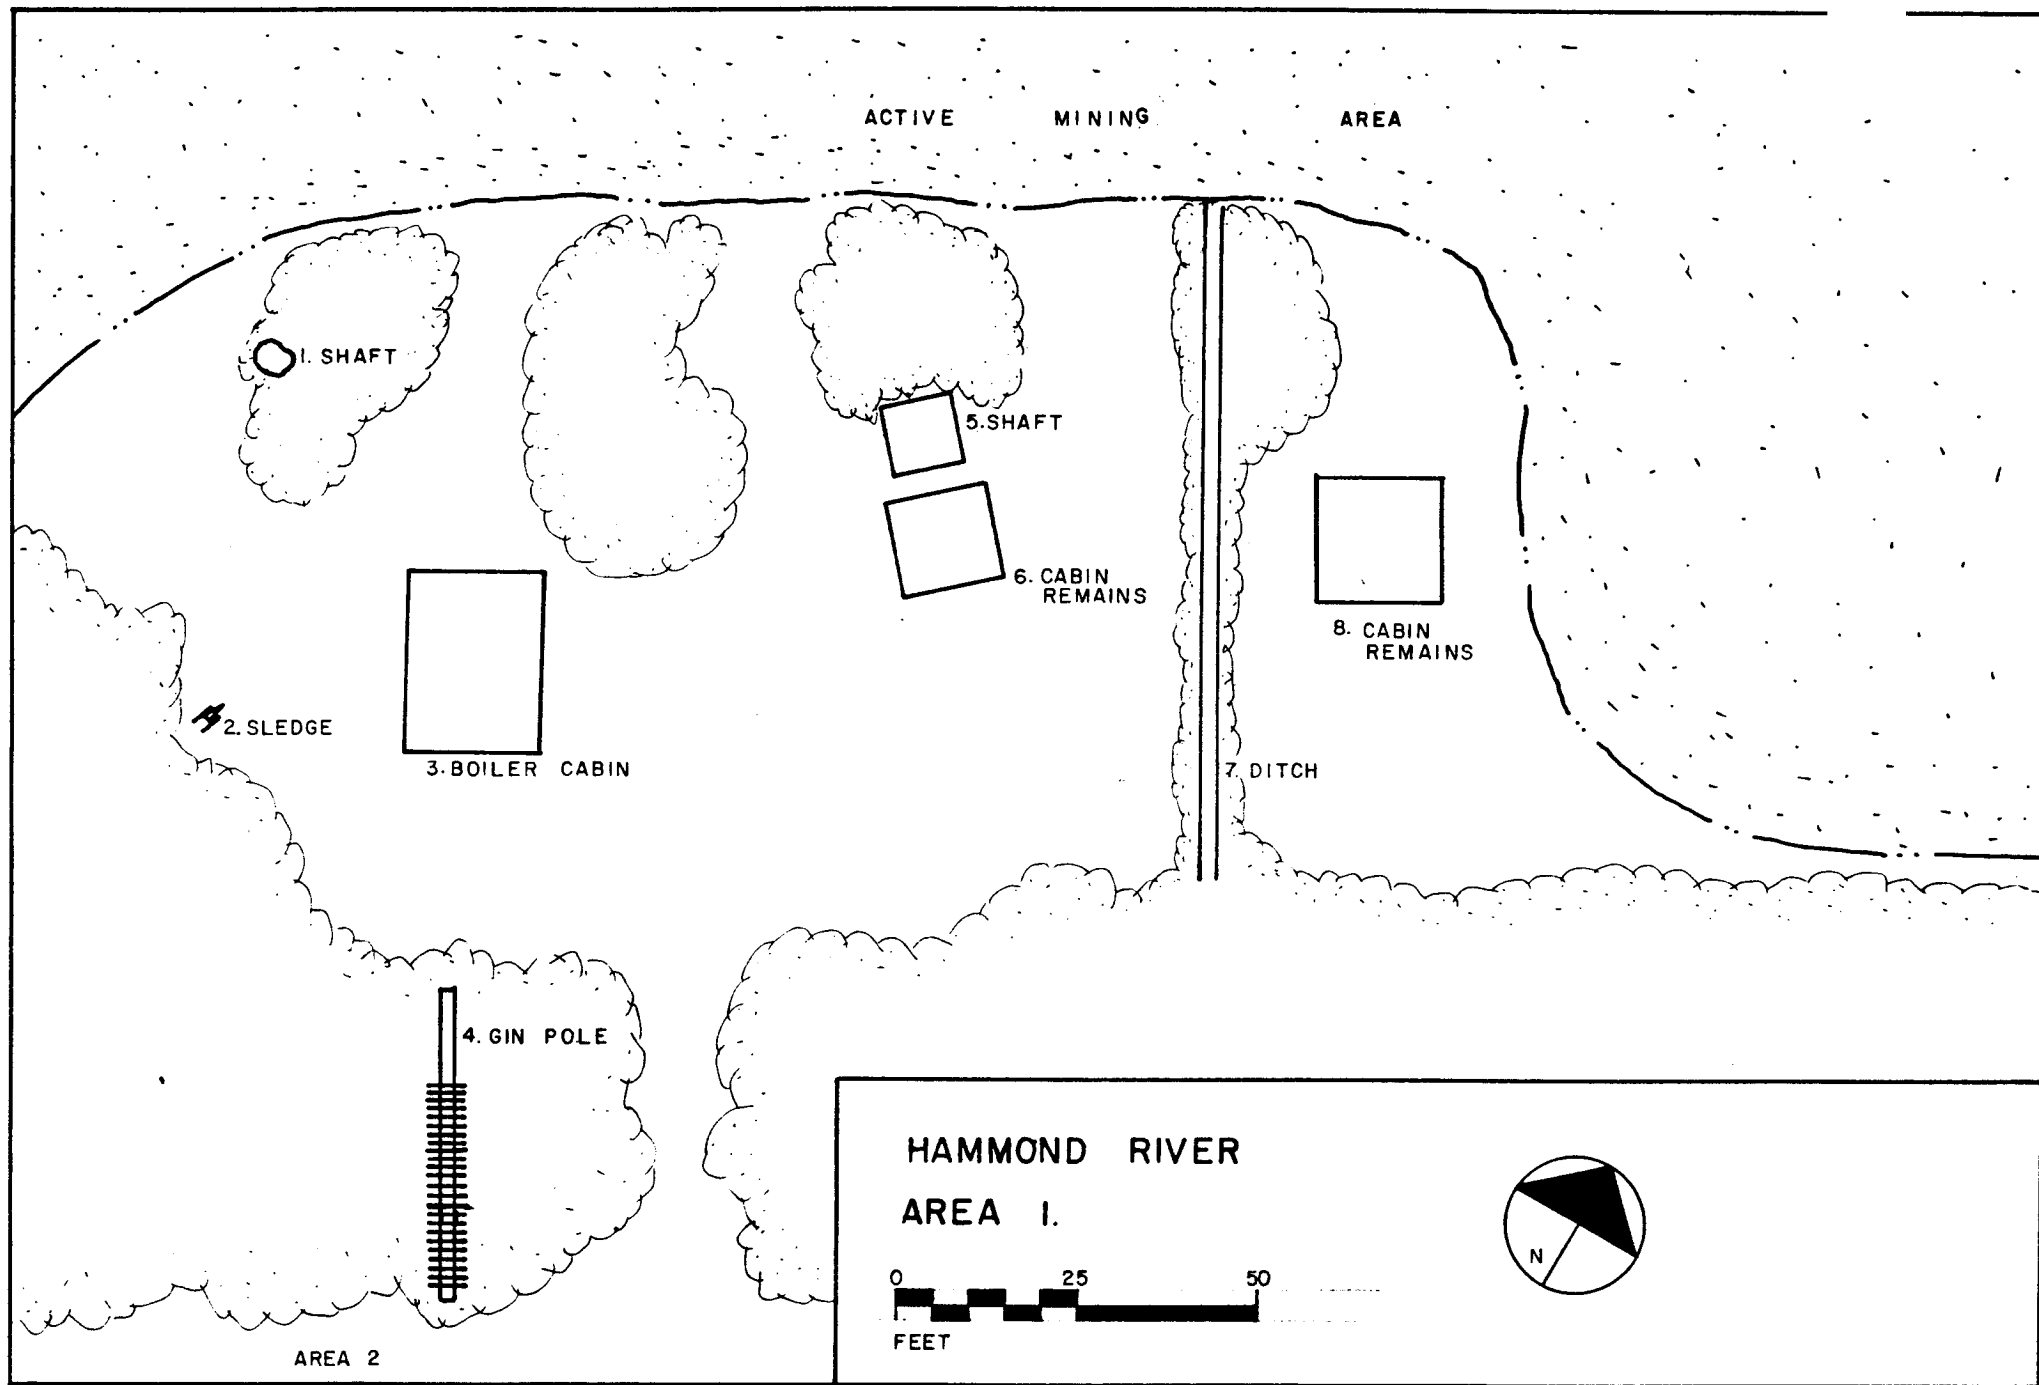 ACTIVE MINING AREA
1. SHAFT
5. SHAFT
6. CABIN
REMAINS
8. CABIN
REMAINS
2. SLEDGE
3. BOILER CABIN
7. DITCH
4. GIN POLE
HAMMOND RIVER
AREA 1.
N
0 25 50
FEET
AREA 2